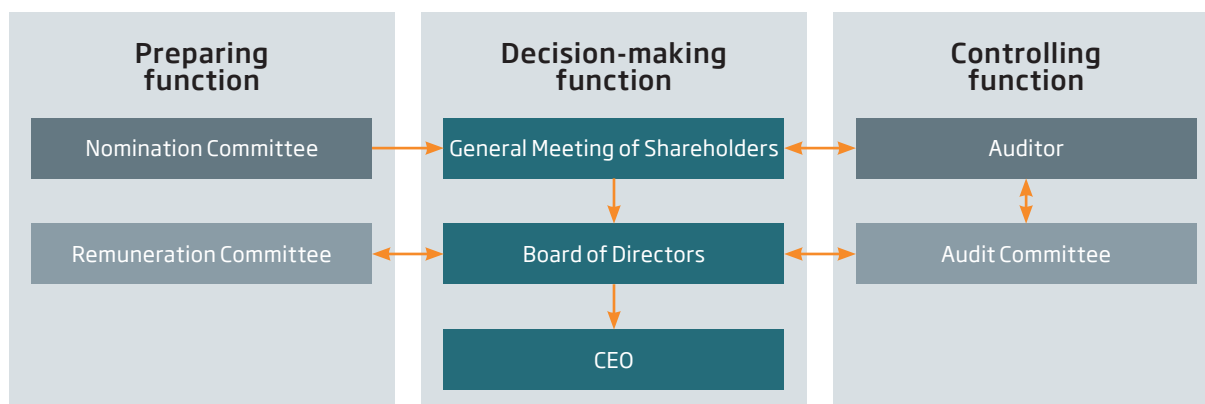 Preparing
function
Nomination Committee
Remuneration Committee
Decision-making
function
General Meeting of Shareholders
Board of Directors
CEO
Controlling
function
Auditor
Audit Committee